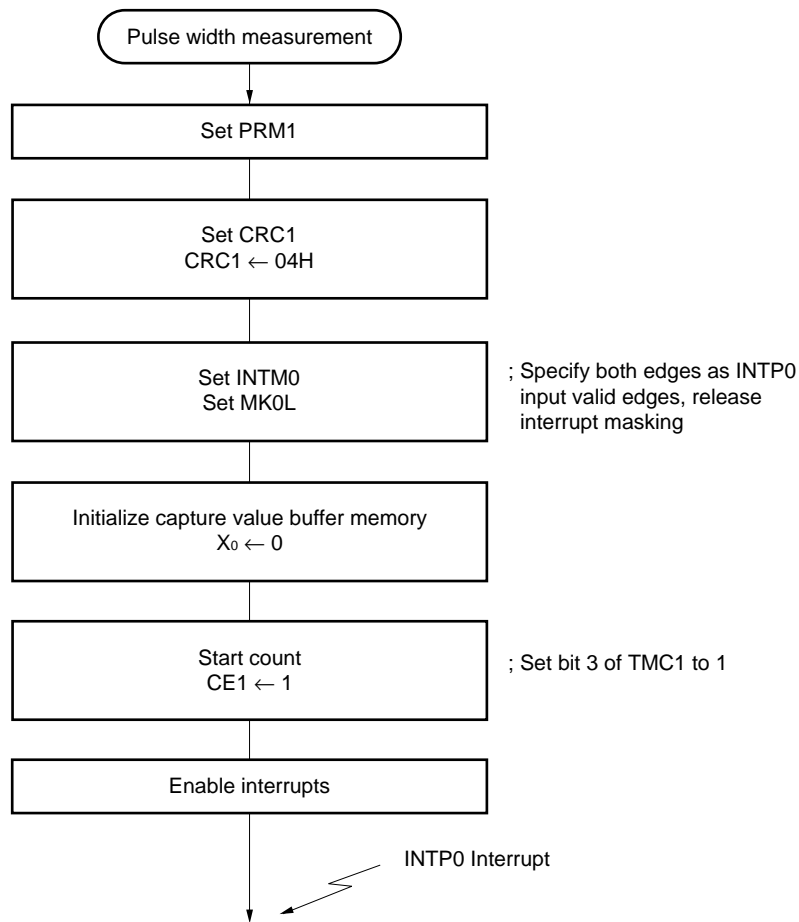 Pulse width measurement
Set PRM1
Set CRC1
CRC1 ← 04H
Set INTM0
Set MK0L
; Specify both edges as INTP0
input valid edges, release
interrupt masking
Initialize capture value buffer memory
X₀ ← 0
Start count
CE1 ← 1
; Set bit 3 of TMC1 to 1
Enable interrupts
INTP0 Interrupt